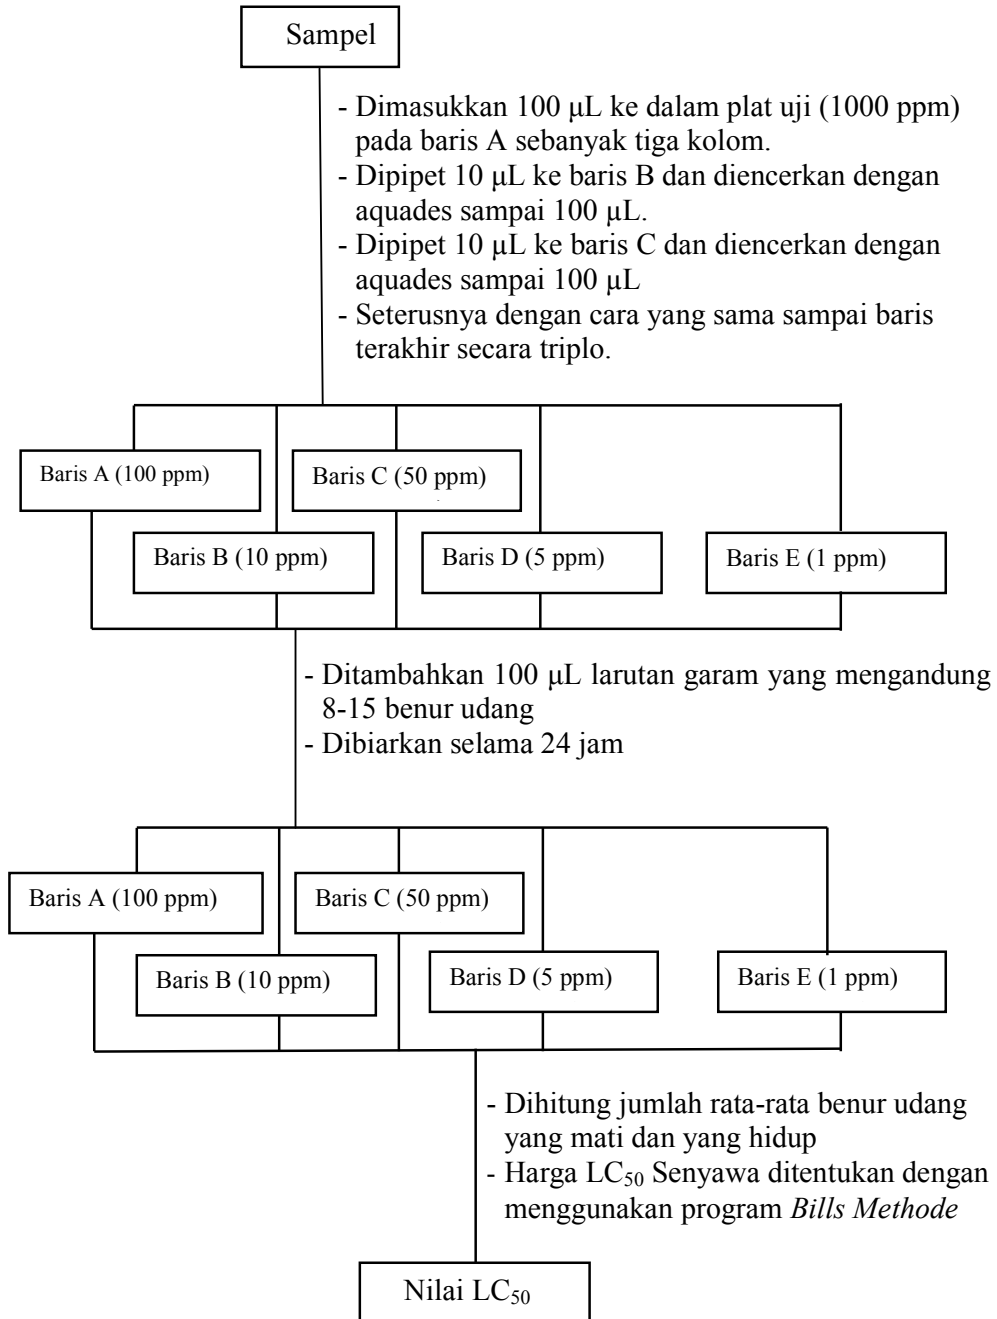 Sampel
- Dimasukkan 100 μL ke dalam plat uji (1000 ppm)
pada baris A sebanyak tiga kolom.
- Dipipet 10 μL ke baris B dan diencerkan dengan
aquades sampai 100 μL.
- Dipipet 10 μL ke baris C dan diencerkan dengan
aquades sampai 100 μL
- Seterusnya dengan cara yang sama sampai baris
terakhir secara triplo.
Baris A (100 ppm)
Baris C (50 ppm)
Baris B (10 ppm)
Baris D (5 ppm)
Baris E (1 ppm)
- Ditambahkan 100 μL larutan garam yang mengandung
8-15 benur udang
- Dibiarkan selama 24 jam
Baris A (100 ppm)
Baris C (50 ppm)
Baris B (10 ppm)
Baris D (5 ppm)
Baris E (1 ppm)
- Dihitung jumlah rata-rata benur udang
yang mati dan yang hidup
- Harga LC₅₀ Senyawa ditentukan dengan
menggunakan program Bills Methode
Nilai LC₅₀